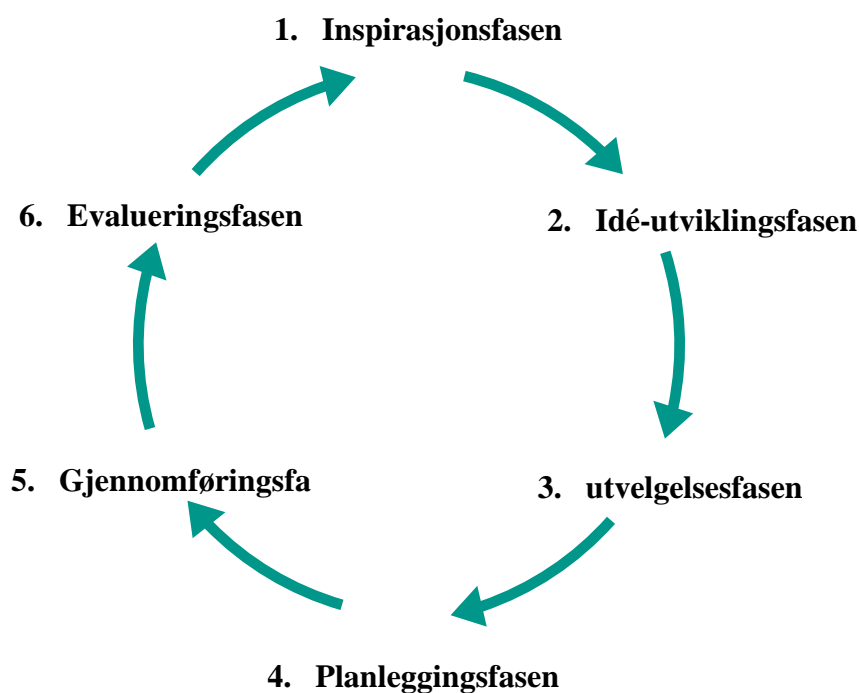 1. Inspirasjonsfasen
2. Idé-utviklingsfasen
3. utvelgelsesfasen
4. Planleggingsfasen
5. Gjennomføringsfa
6. Evalueringsfasen